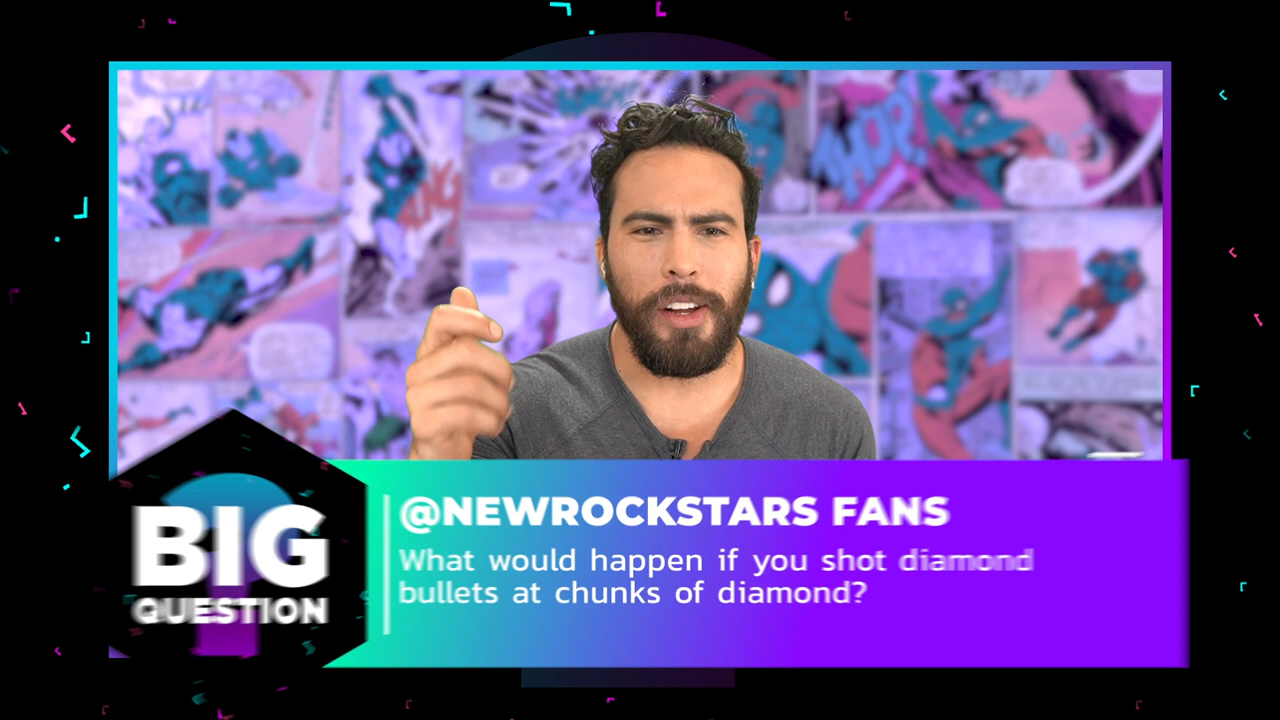 BIG
QUESTION
@NEWROCKSTARS FANS
What would happen if you shot diamond
bullets at chunks of diamond?